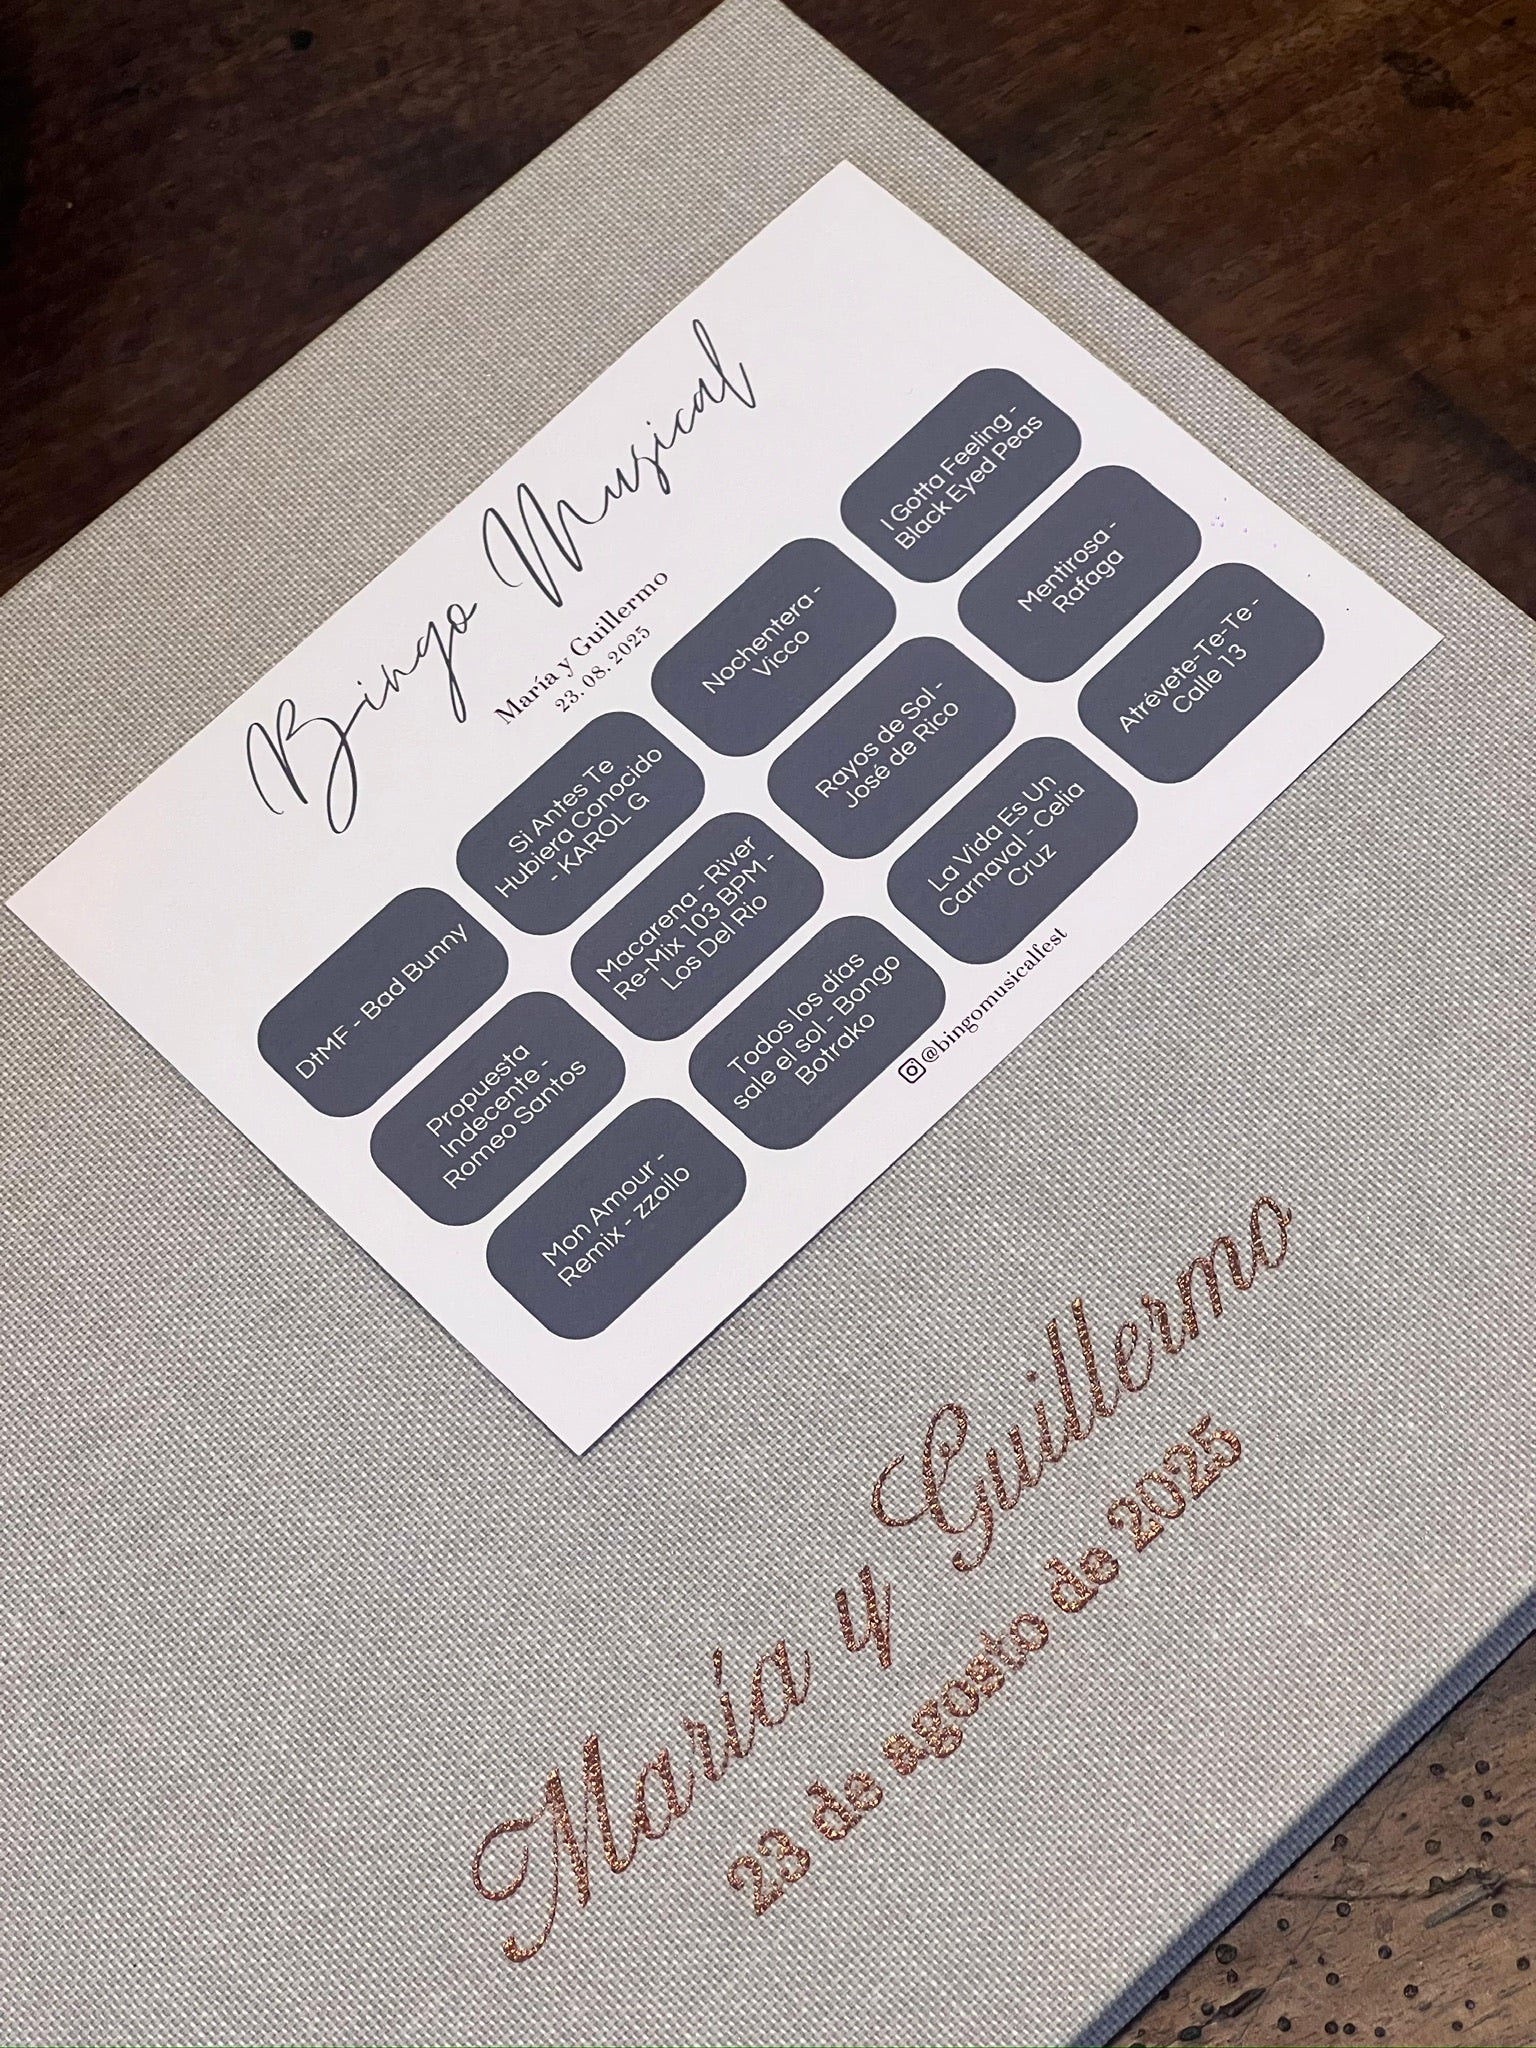 Bingo Musical
María y Guillermo
23. 08. 2025
DtMF - Bad Bunny
Si Antes Te
Hubiera Conocido
- KAROL G
Nochentera -
Vicco
I Gotta Feeling -
Black Eyed Peas
Propuesta
Indecente -
Romeo Santos
Macarena - River
Re-Mix 103 BPM -
Los Del Rio
Rayos de Sol -
José de Rico
Mentirosa -
Rafaga
Mon Amour -
Remix - zzoilo
Todos los días
sale el sol - Bongo
Botrako
La Vida Es Un
Carnaval - Celia
Cruz
Atrévete-Te-Te -
Calle 13
@bingomusicalfest
María y Guillermo
23 de agosto de 2025